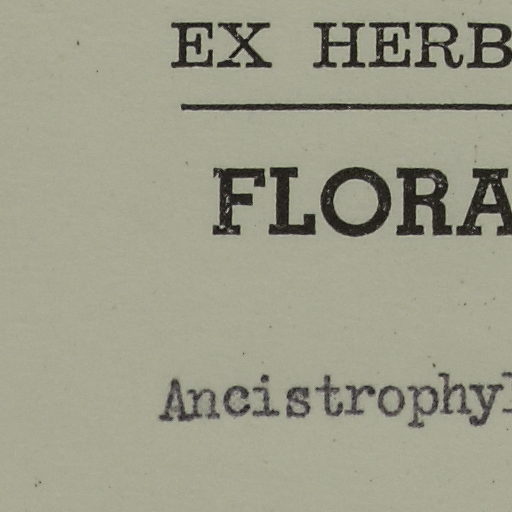 EX HERB
FLORA
Ancistrophyl